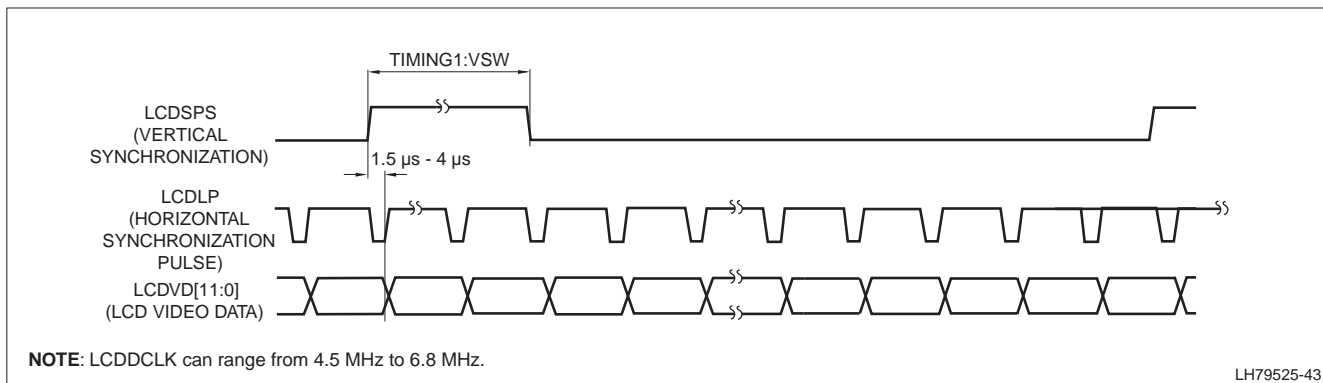 TIMING1:VSW
LCDSPS
(VERTICAL
SYNCHRONIZATION)
1.5 µs - 4 µs
LCDLP
(HORIZONTAL
SYNCHRONIZATION
PULSE)
LCDVD[11:0]
(LCD VIDEO DATA)
NOTE: LCDDCLK can range from 4.5 MHz to 6.8 MHz.
LH79525-43